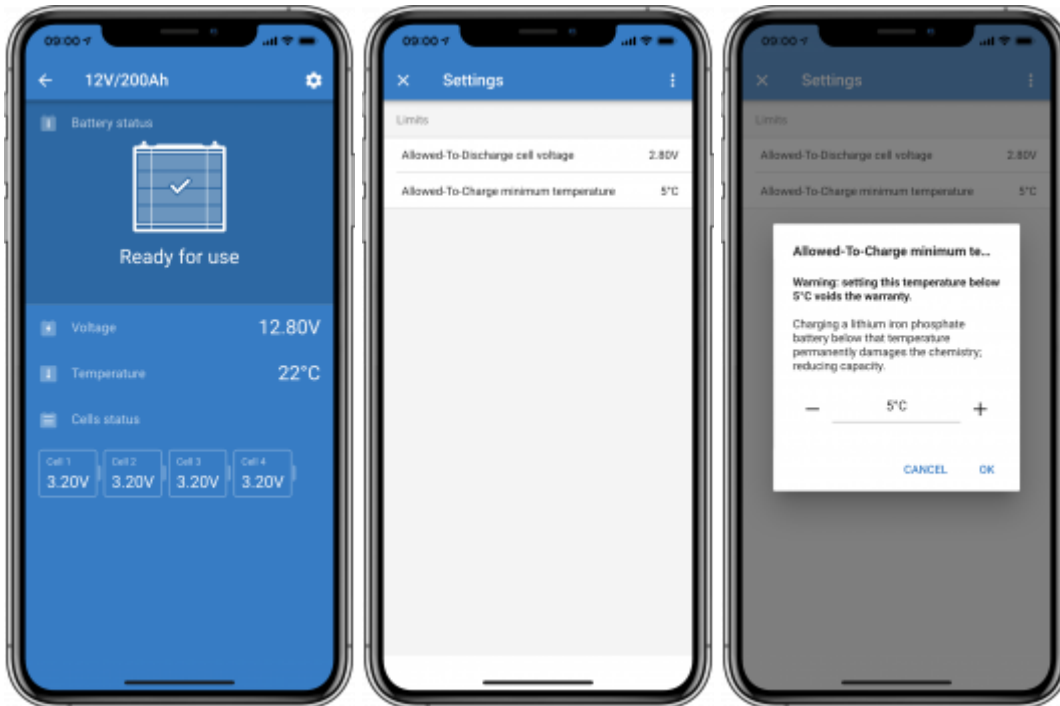 09:00
12V/200Ah
Battery status
Ready for use
Voltage 12.80V
Temperature 22°C
Cells status
Cell 1 Cell 2 Cell 3 Cell 4
3.20V 3.20V 3.20V 3.20V
09:00
Settings
Limits
Allowed-To-Discharge cell voltage 2.80V
Allowed-To-Charge minimum temperature 5°C
09:00
Settings
Limits
Allowed-To-Discharge cell voltage 2.80V
Allowed-To-Charge minimum temperature 5°C
Allowed-To-Charge minimum te...
Warning: setting this temperature below
5°C voids the warranty.
Charging a lithium iron phosphate
battery below that temperature
permanently damages the chemistry;
reducing capacity.
5°C
CANCEL OK